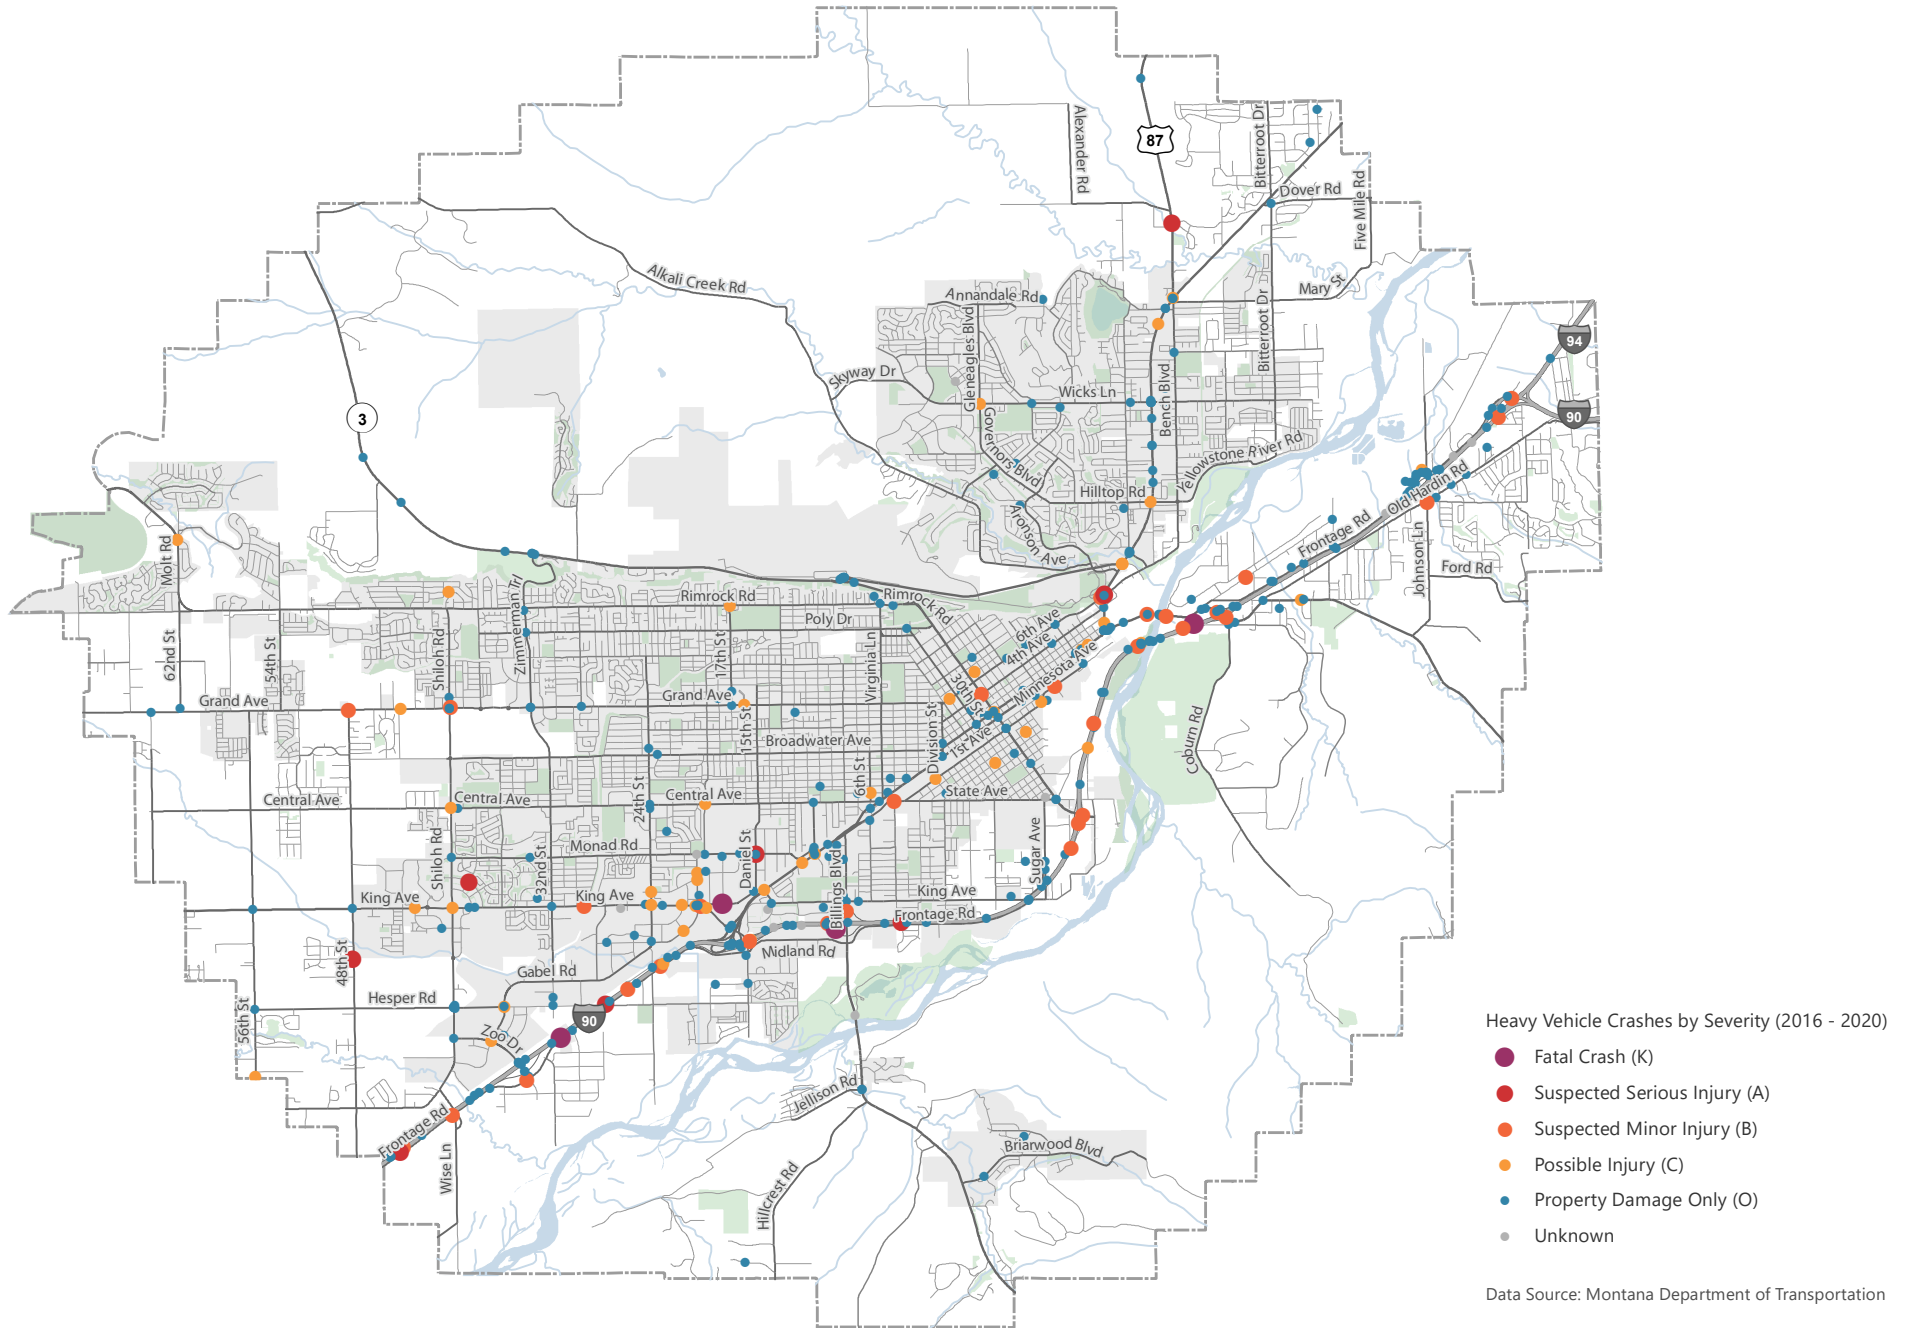 87
Alexander Rd
Bitterroot Dr
Dover Rd
Five Mile Rd
Alkali Creek Rd
Annandale Rd
Mary St
Bitterroot Dr
94
90
3
Skyway Dr
Gleneagles Blvd
Wicks Ln
Bench Blvd
Governors Blvd
Yellowstone River Rd
Hilltop Rd
Aronson Ave
Old Hardin Rd
Frontage Rd
Johnson Ln
Ford Rd
Molt Rd
Zimmerman Trl
Rimrock Rd
Rimrock Rd
Poly Dr
6th Ave
4th Ave
Minnesota Ave
62nd St
54th St
Shiloh Rd
17th St
Virginia Ln
30th St
Grand Ave
Grand Ave
15th St
Division St
1st Ave
Broadwater Ave
Coburn Rd
6th St
Central Ave
Central Ave
24th St
Central Ave
State Ave
Monad Rd
Shiloh Rd
32nd St
Daniel St
Billings Blvd
Sugar Ave
King Ave
King Ave
King Ave
Frontage Rd
Midland Rd
48th St
Gabel Rd
Hesper Rd
56th St
90
Zoo Dr
Frontage Rd
Wise Ln
Jellison Rd
Hillcrest Rd
Briarwood Blvd
Heavy Vehicle Crashes by Severity (2016 - 2020)
Fatal Crash (K)
Suspected Serious Injury (A)
Suspected Minor Injury (B)
Possible Injury (C)
Property Damage Only (O)
Unknown
Data Source: Montana Department of Transportation